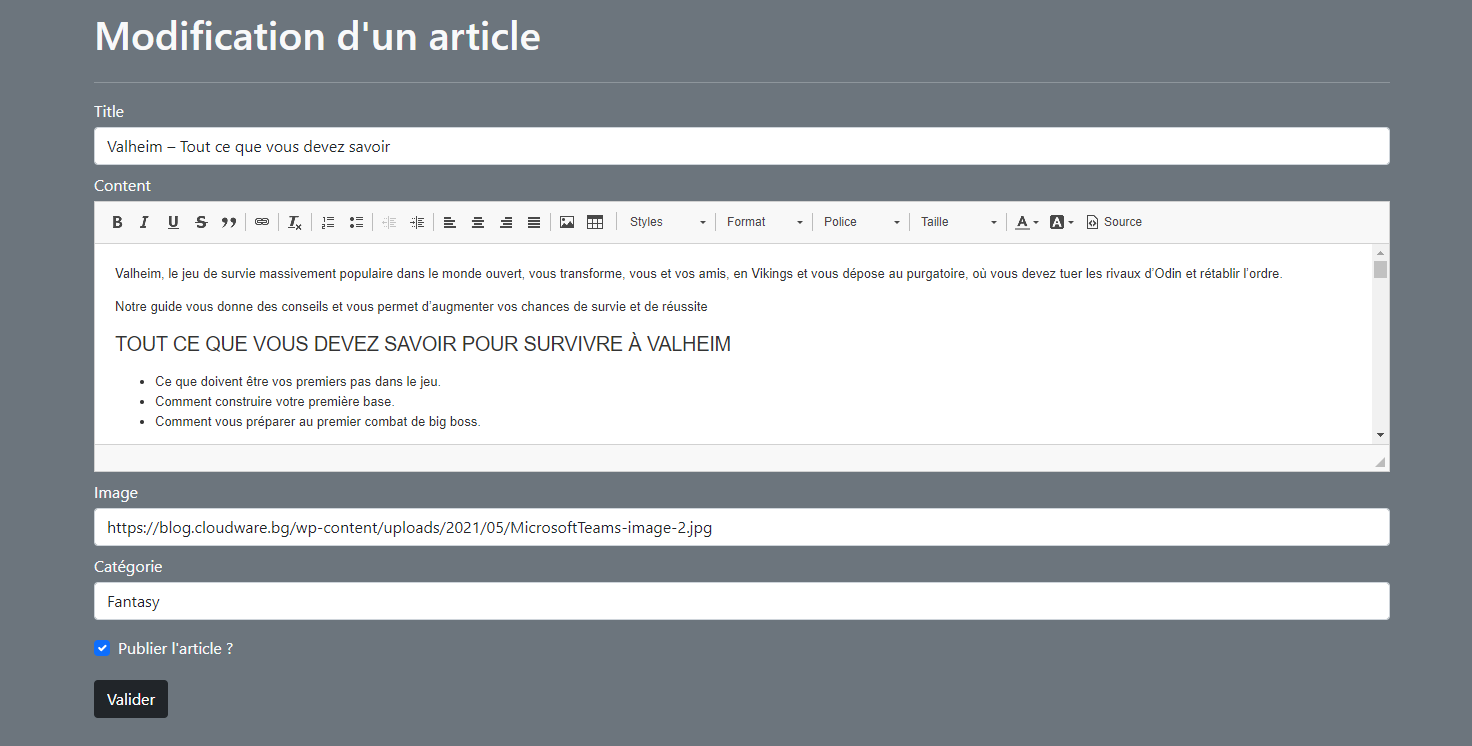 Modification d'un article
Title
Valheim – Tout ce que vous devez savoir
Content
B I U S Styles Format Police Taille A A Source
Valheim, le jeu de survie massivement populaire dans le monde ouvert, vous transforme, vous et vos amis, en Vikings et vous dépose au purgatoire, où vous devez tuer les rivaux d’Odin et rétablir l’ordre.
Notre guide vous donne des conseils et vous permet d’augmenter vos chances de survie et de réussite
TOUT CE QUE VOUS DEVEZ SAVOIR POUR SURVIVRE À VALHEIM
• Ce que doivent être vos premiers pas dans le jeu.
• Comment construire votre première base.
• Comment vous préparer au premier combat de big boss.
Image
https://blog.cloudware.bg/wp-content/uploads/2021/05/MicrosoftTeams-image-2.jpg
Catégorie
Fantasy
Publier l'article ?
Valider